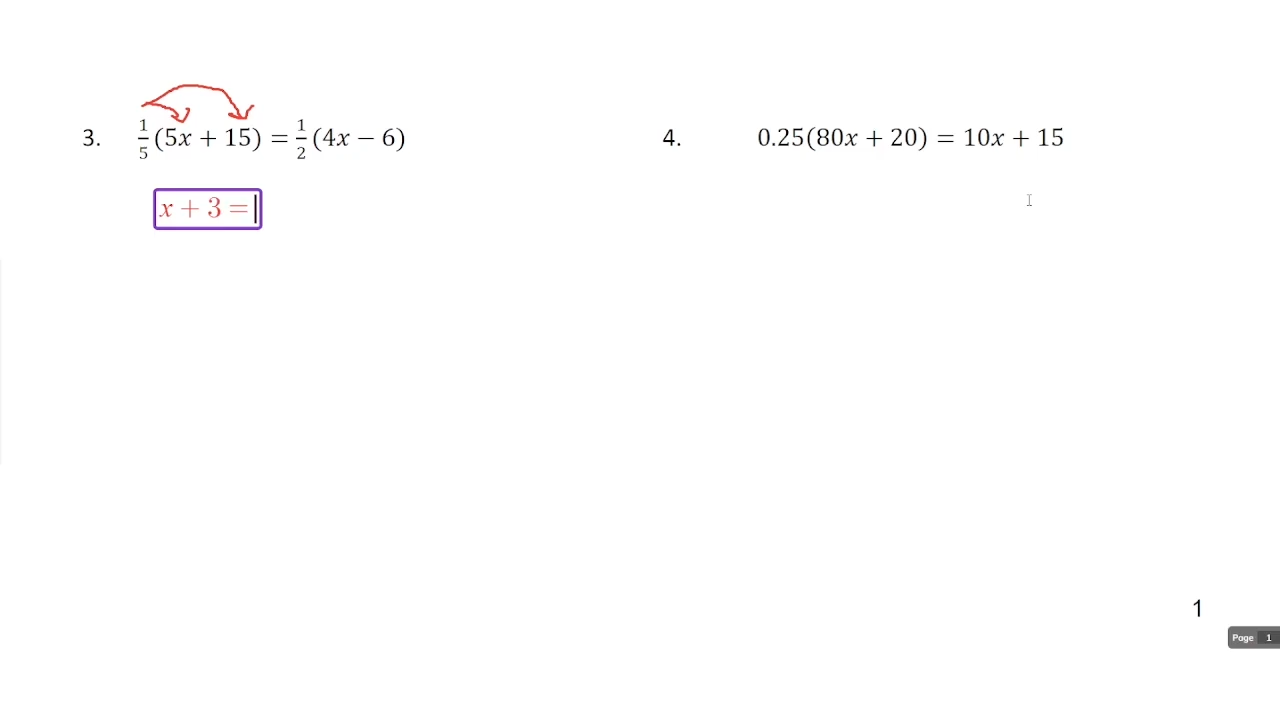 3. 1/5(5x + 15) = 1/2(4x − 6)
x + 3 =
4. 0.25(80x + 20) = 10x + 15
1
Page 1